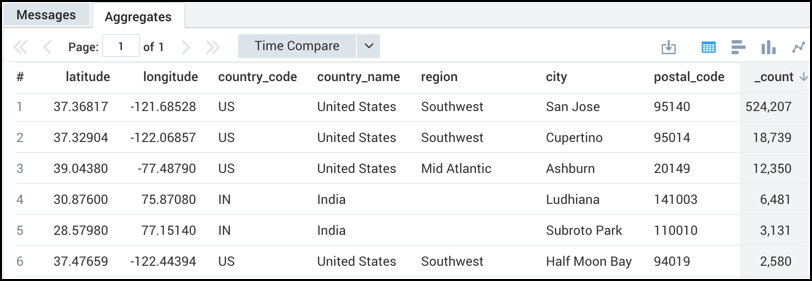 Messages Aggregates
Page: 1 of 1 Time Compare
# latitude longitude country_code country_name region city postal_code _count
1 37.36817 -121.68528 US United States Southwest San Jose 95140 524,207
2 37.32904 -122.06857 US United States Southwest Cupertino 95014 18,739
3 39.04380 -77.48790 US United States Mid Atlantic Ashburn 20149 12,350
4 30.87600 75.87080 IN India Ludhiana 141003 6,481
5 28.57980 77.15140 IN India Subroto Park 110010 3,131
6 37.47659 -122.44394 US United States Southwest Half Moon Bay 94019 2,580